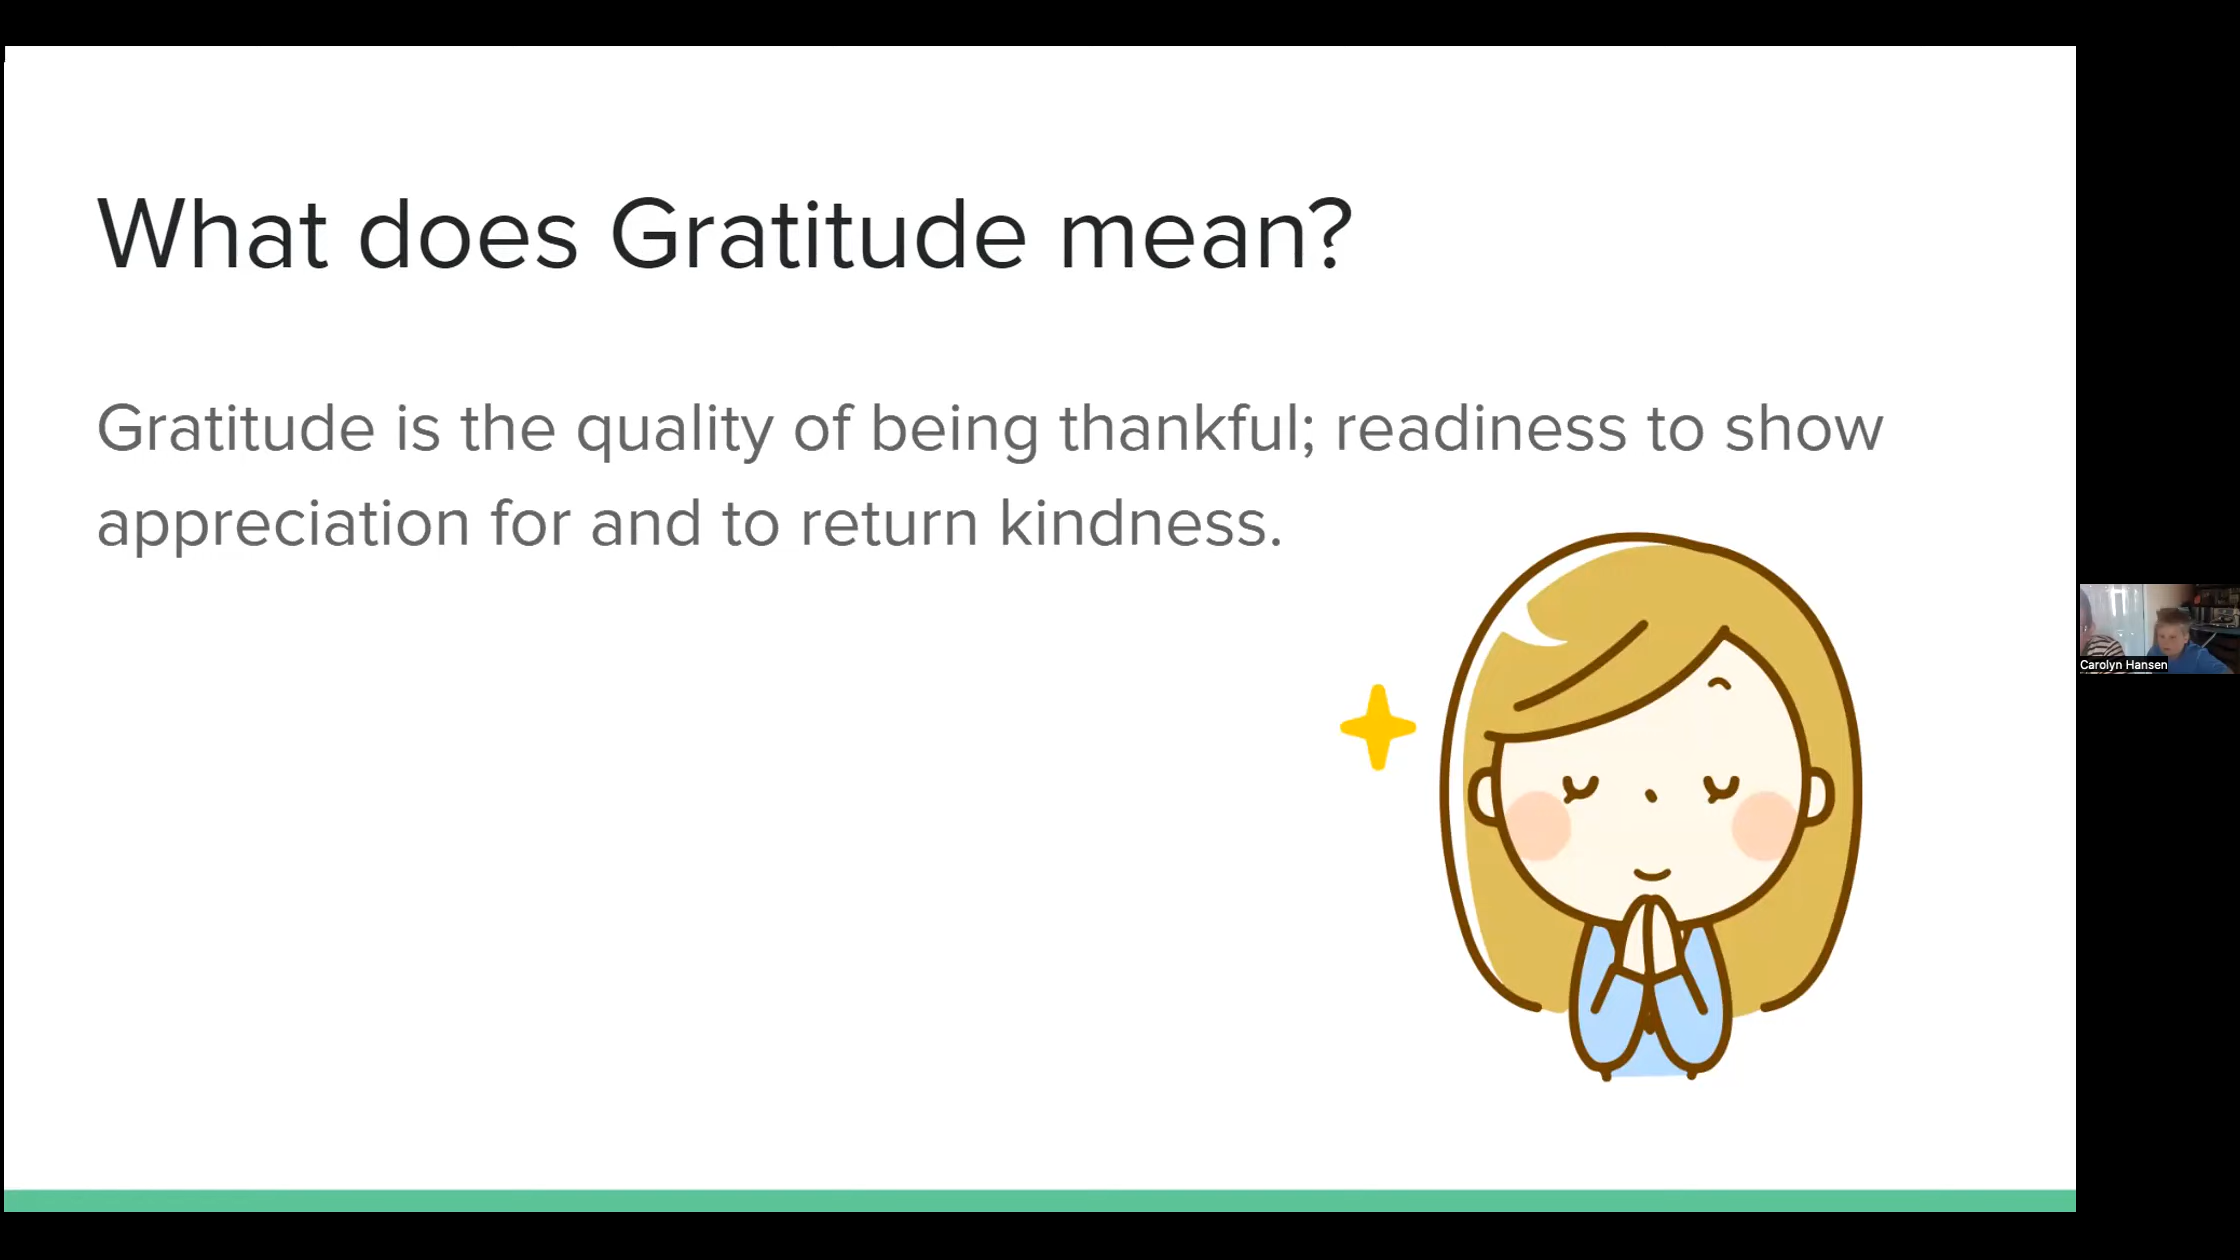 What does Gratitude mean?
Gratitude is the quality of being thankful; readiness to show
appreciation for and to return kindness.
Carolyn Hansen